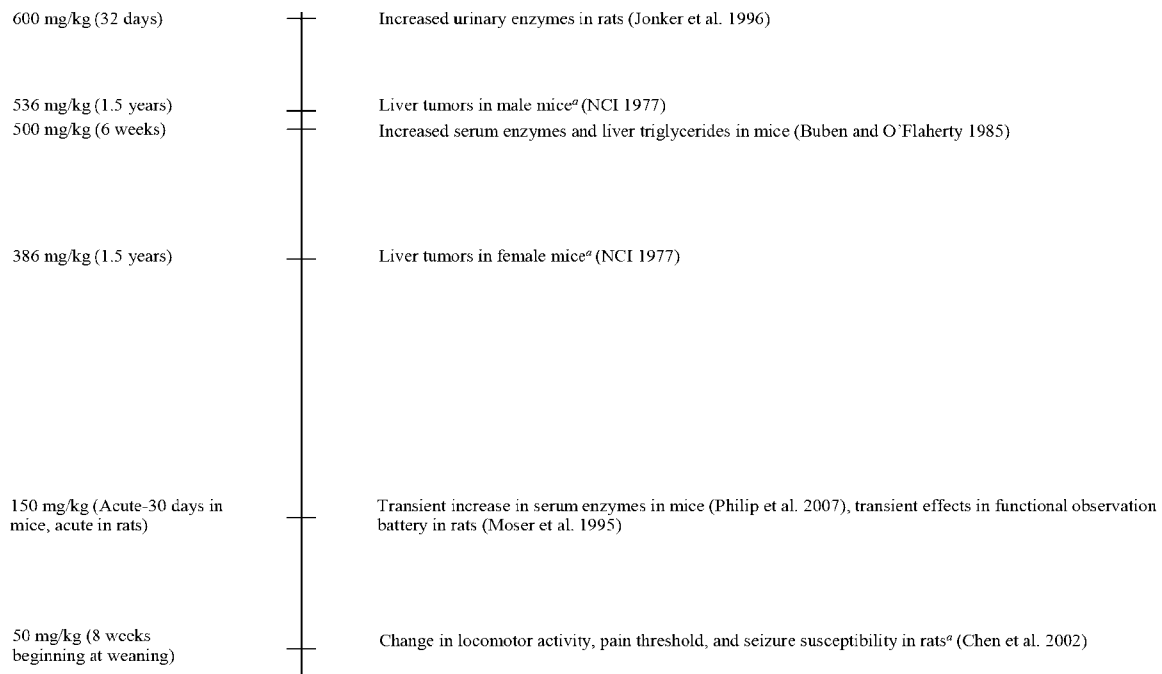 600 mg/kg (32 days) Increased urinary enzymes in rats (Jonker et al. 1996)
536 mg/kg (1.5 years) Liver tumors in male miceᵃ (NCI 1977)
500 mg/kg (6 weeks) Increased serum enzymes and liver triglycerides in mice (Buben and O’Flaherty 1985)
386 mg/kg (1.5 years) Liver tumors in female miceᵃ (NCI 1977)
150 mg/kg (Acute-30 days in
mice, acute in rats)
Transient increase in serum enzymes in mice (Philip et al. 2007), transient effects in functional observation
battery in rats (Moser et al. 1995)
50 mg/kg (8 weeks
beginning at weaning)
Change in locomotor activity, pain threshold, and seizure susceptibility in ratsᵃ (Chen et al. 2002)